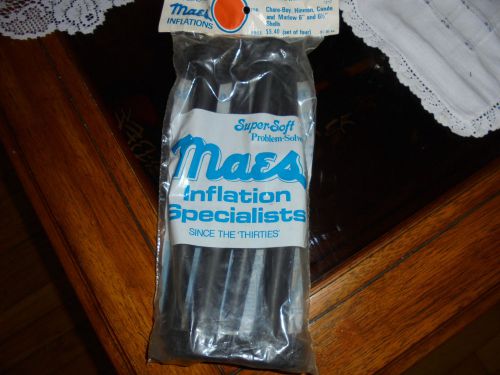 Maes
INFLATIONS
Chore-Boy, Hinman, Conde
and Marlow 6" and 6½"
Shells
$5.40 (set of four)
Super-Soft
Problem-Solve
Maes
Inflation
Specialists
SINCE THE 'THIRTIES'